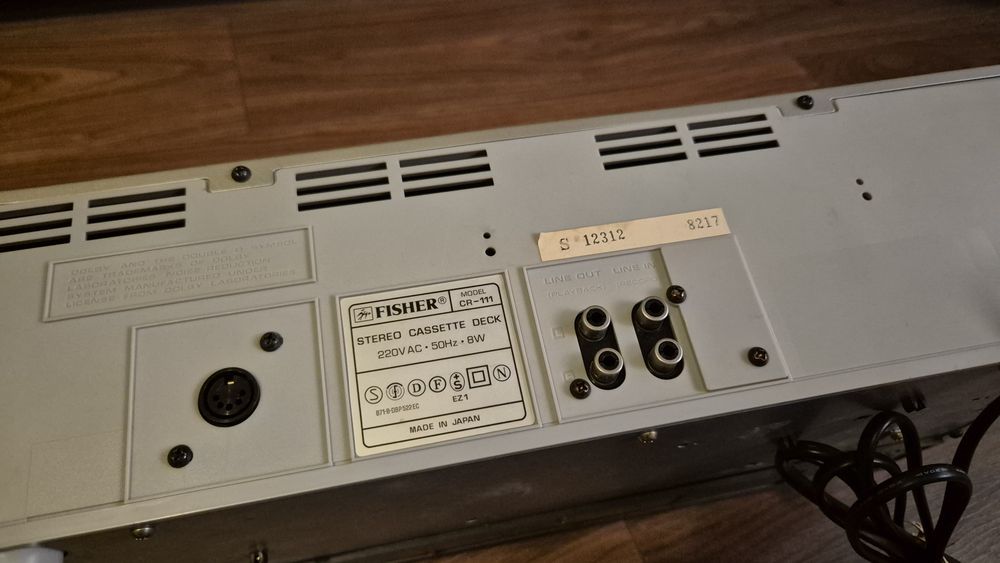 S 12312 8217
DOLBY AND THE DOUBLE-D SYMBOL
ARE TRADEMARKS OF DOLBY
LABORATORIES. NOISE REDUCTION
SYSTEM MANUFACTURED UNDER
LICENSE FROM DOLBY LABORATORIES.
FISHER® MODEL
CR-111
STEREO CASSETTE DECK
220V AC • 50Hz • 8W
S D F S N
EZ1
MADE IN JAPAN
LINE OUT LINE IN
(PLAYBACK) (RECORD)
L
R